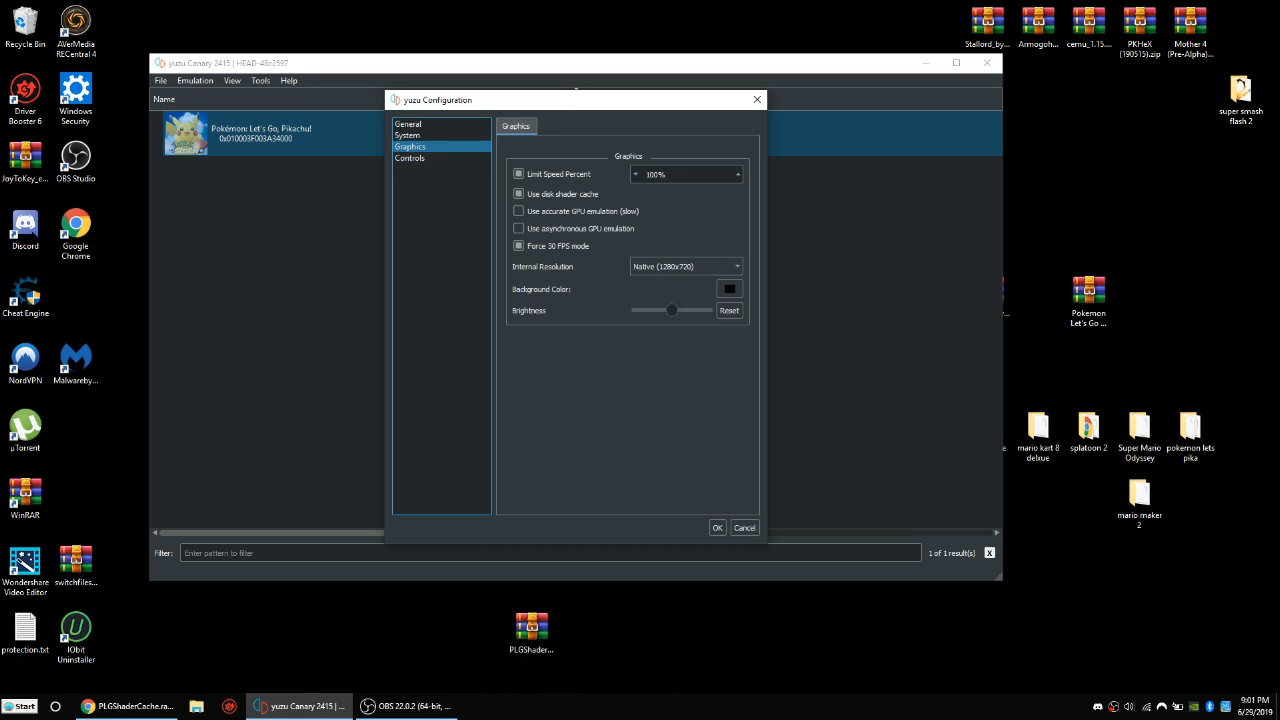 Recycle Bin
AVerMedia
RECentral 4
Driver
Booster 6
Windows
Security
JoyToKey_e...
OBS Studio
Discord
Google
Chrome
Cheat Engine
NordVPN
Malwareby...
µTorrent
WinRAR
Wondershare
Video Editor
switchfiles...
protection.txt
IObit
Uninstaller
yuzu Canary 2415 | HEAD-48c2597
File Emulation View Tools Help
Name
Pokémon: Let's Go, Pikachu!
0x010003F003A34000
yuzu Configuration
General
System
Graphics
Controls
Graphics
Graphics
Limit Speed Percent
100%
Use disk shader cache
Use accurate GPU emulation (slow)
Use asynchronous GPU emulation
Force 30 FPS mode
Internal Resolution
Native (1280x720)
Background Color:
Brightness
Reset
OK
Cancel
Filter:
Enter pattern to filter
1 of 1 result(s)
X
Stallord_by...
Armogoh...
cemu_1.15....
PKHeX
(190515).zip
Mother 4
(Pre-Alpha)...
super smash
flash 2
Pokemon
Let's Go ...
mario kart 8
delxue
splatoon 2
Super Mario
Odyssey
pokemon lets
pika
mario maker
2
PLGShader...
Start
PLGShaderCache.ra...
yuzu Canary 2415 | ...
OBS 22.0.2 (64-bit, ...
9:01 PM
6/29/2019